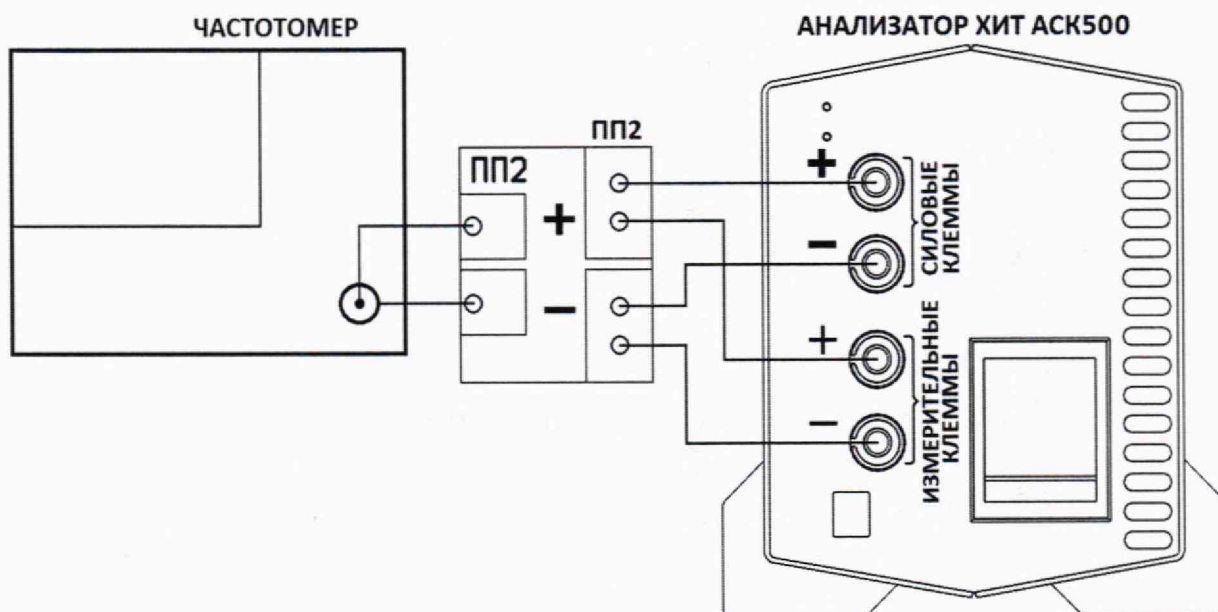 ЧАСТОТОМЕР
АНАЛИЗАТОР ХИТ АСК500
ПП2
ПП2
+
−
+
−
+
−
СИЛОВЫЕ
КЛЕММЫ
ИЗМЕРИТЕЛЬНЫЕ
КЛЕММЫ